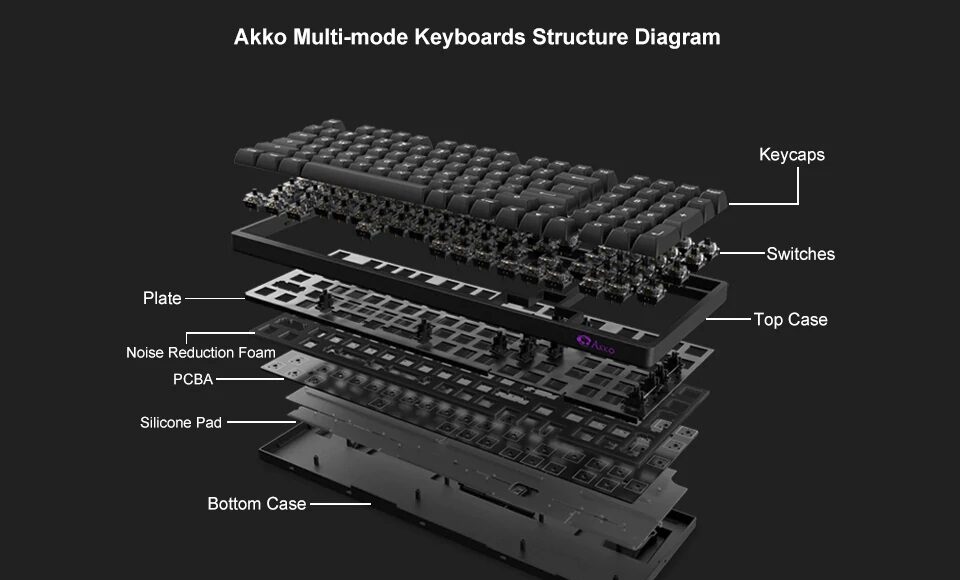 Akko Multi-mode Keyboards Structure Diagram
Keycaps
Switches
Plate
Top Case
Akko
Noise Reduction Foam
PCBA
Silicone Pad
Bottom Case